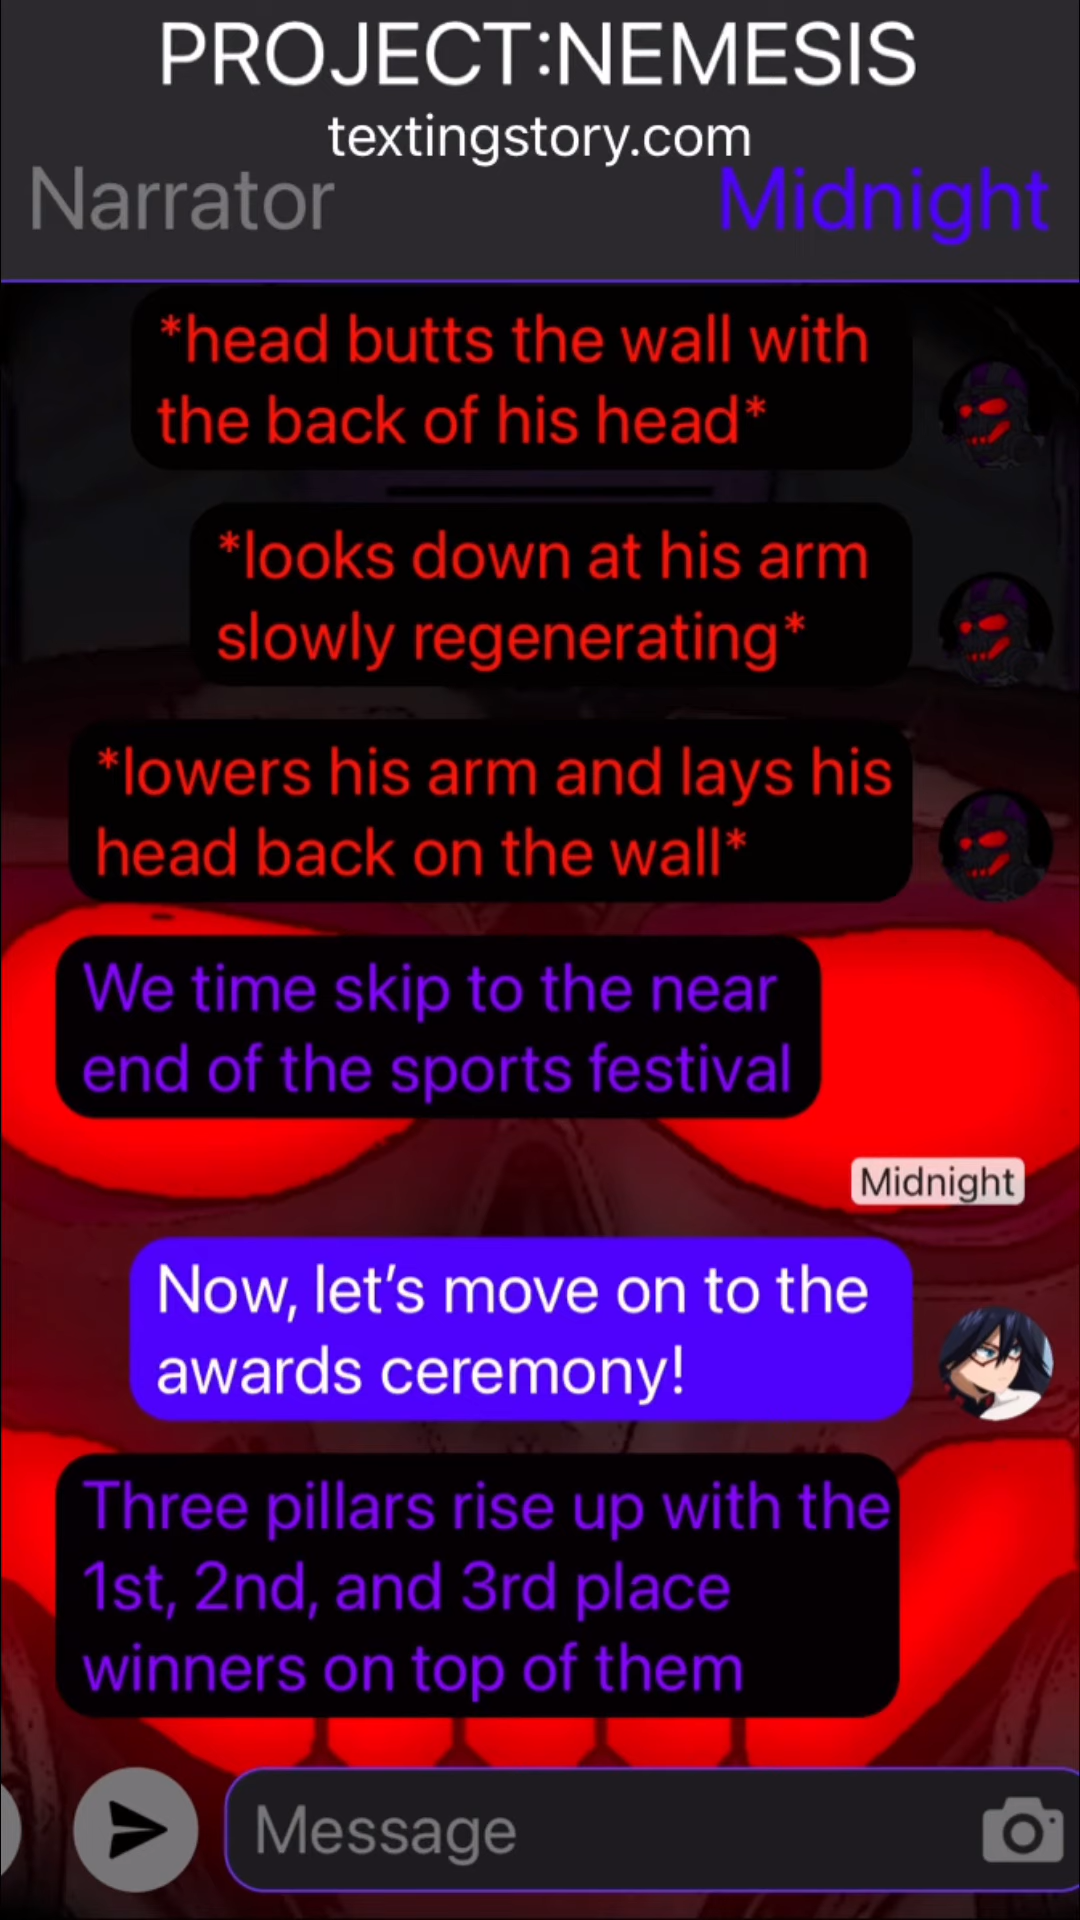 PROJECT:NEMESIS
textingstory.com
Narrator
Midnight
*head butts the wall with
the back of his head*
*looks down at his arm
slowly regenerating*
*lowers his arm and lays his
head back on the wall*
We time skip to the near
end of the sports festival
Midnight
Now, let’s move on to the
awards ceremony!
Three pillars rise up with the
1st, 2nd, and 3rd place
winners on top of them
Message